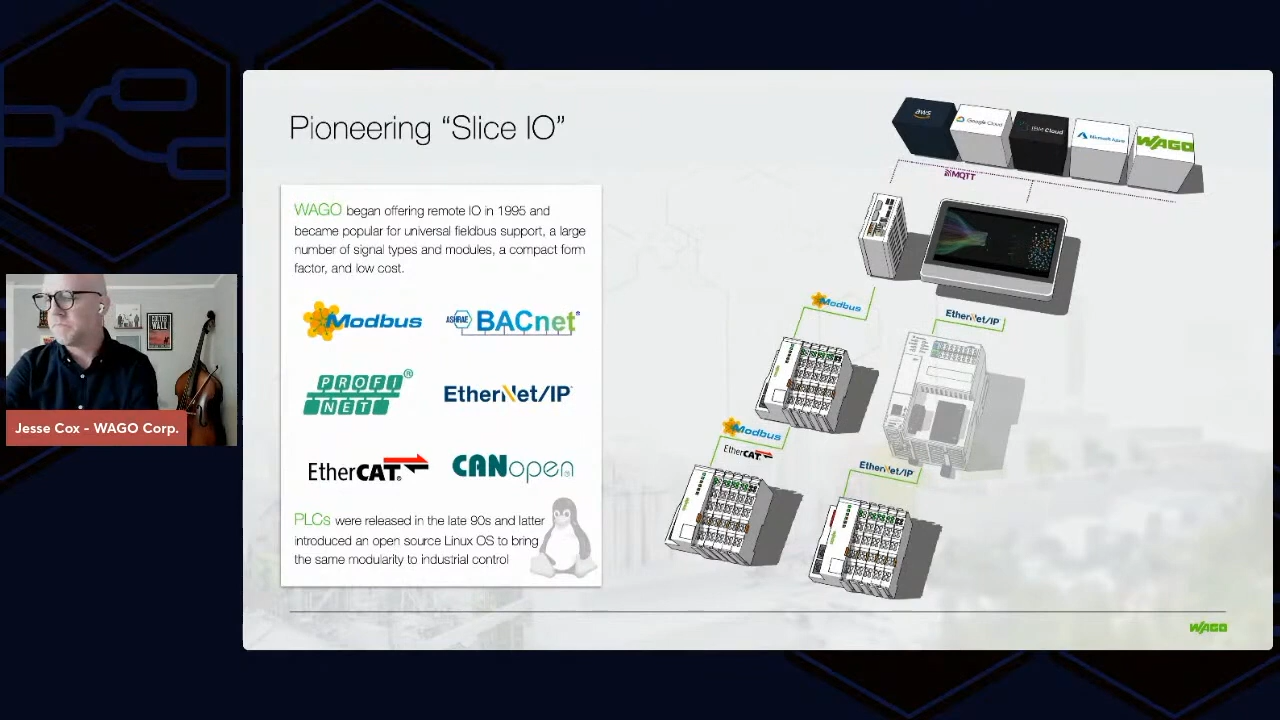 Pioneering “Slice IO”
WAGO began offering remote IO in 1995 and
became popular for universal fieldbus support, a large
number of signal types and modules, a compact form
factor, and low cost.
Modbus
ASHRAE BACnet®
PROFI®
NET
EtherNet/IP
EtherCAT®
CANopen
PLCs were released in the late 90s and latter
introduced an open source Linux OS to bring
the same modularity to industrial control
aws
Google Cloud
IBM Cloud
Microsoft Azure
WAGO
MQTT
Modbus
EtherNet/IP
Modbus
EtherCAT
EtherNet/IP
WAGO
Jesse Cox - WAGO Corp.